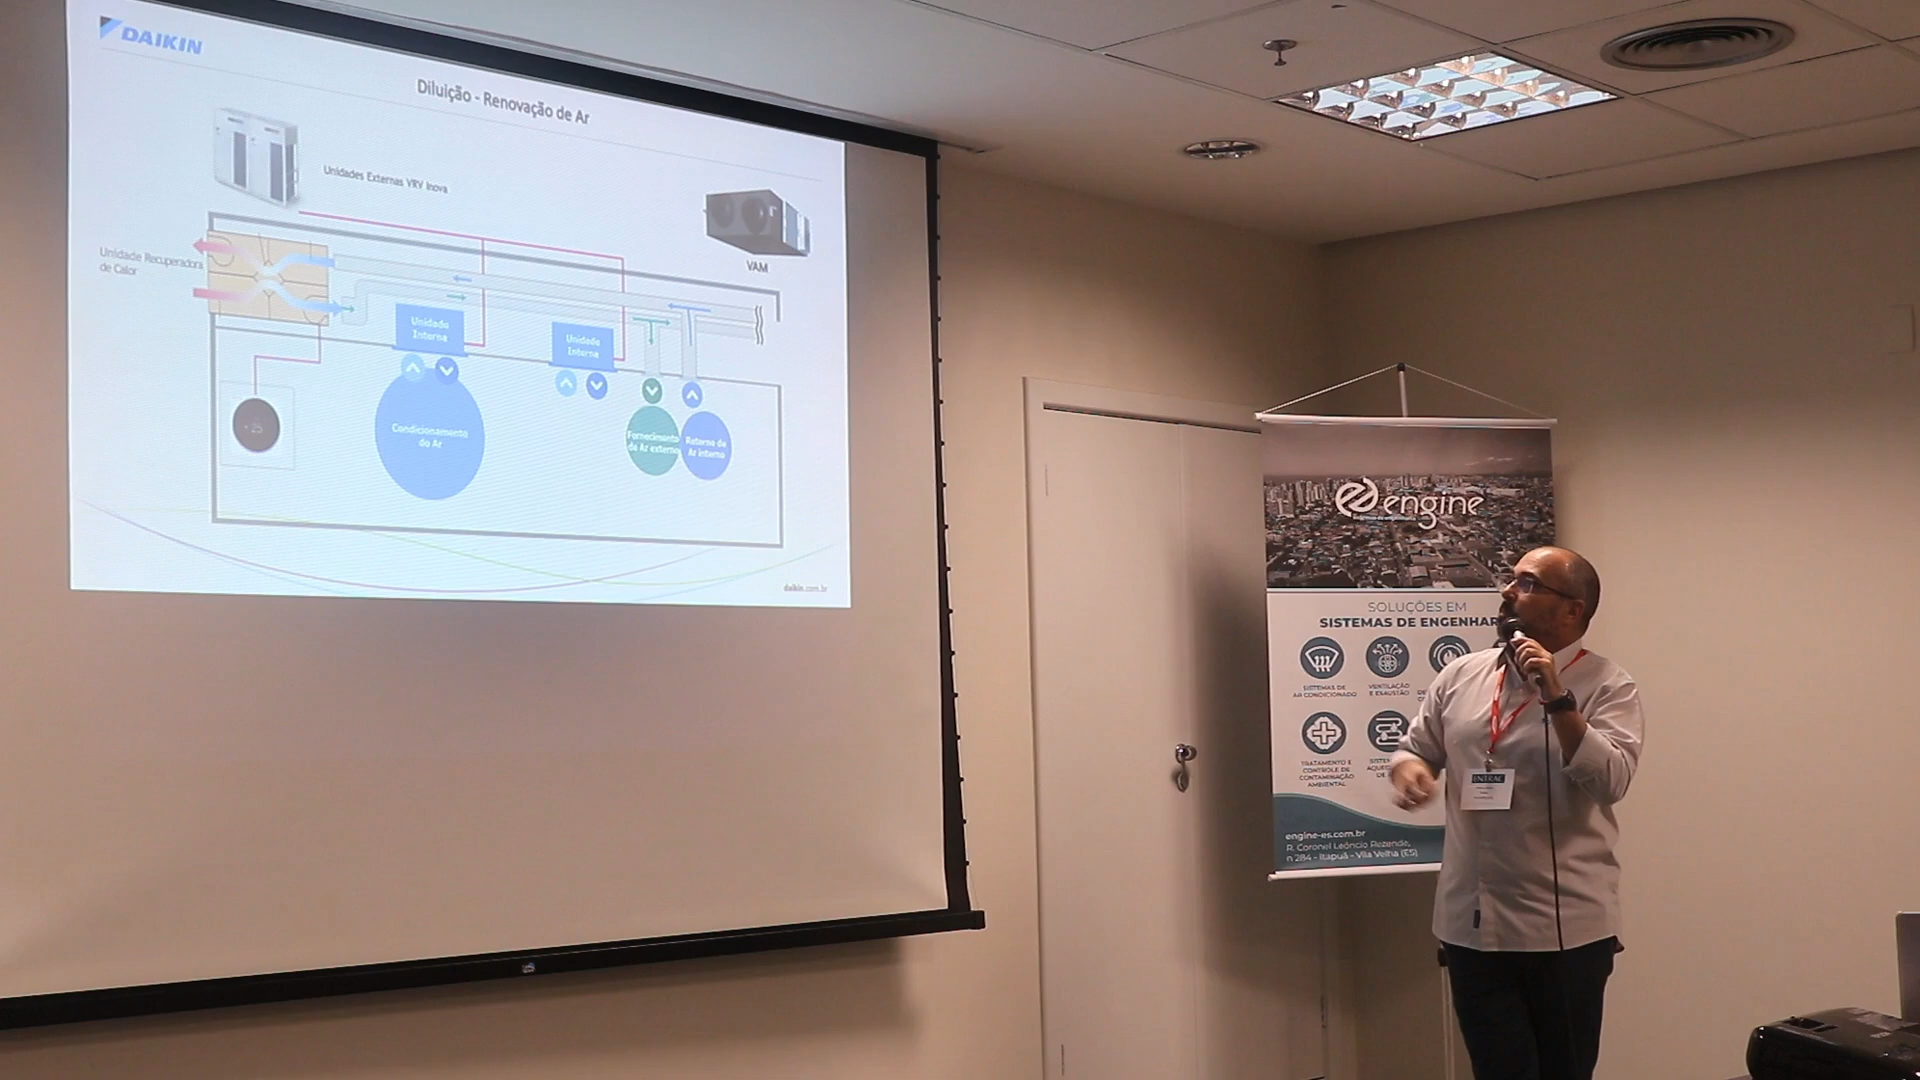 DAIKIN
Diluição - Renovação de Ar
Unidades Externas VRV Inova
VAM
Unidade Recuperadora
de Calor
Unidade
Interna
Unidade
Interna
Condicionamento
do Ar
Fornecimento
de Ar externo
Retorno de
Ar interno
25
daikin.com.br
engine
SOLUÇÕES EM
SISTEMAS DE ENGENHAR
SISTEMAS DE
AR CONDICIONADO
VENTILAÇÃO
E EXAUSTÃO
TRATAMENTO E
CONTROLE DE
CONTAMINAÇÃO
AMBIENTAL
engine-es.com.br
R. Coronel Leôncio Rezende,
n 284 - Itapuã - Vila Velha (ES)
ENTRAC